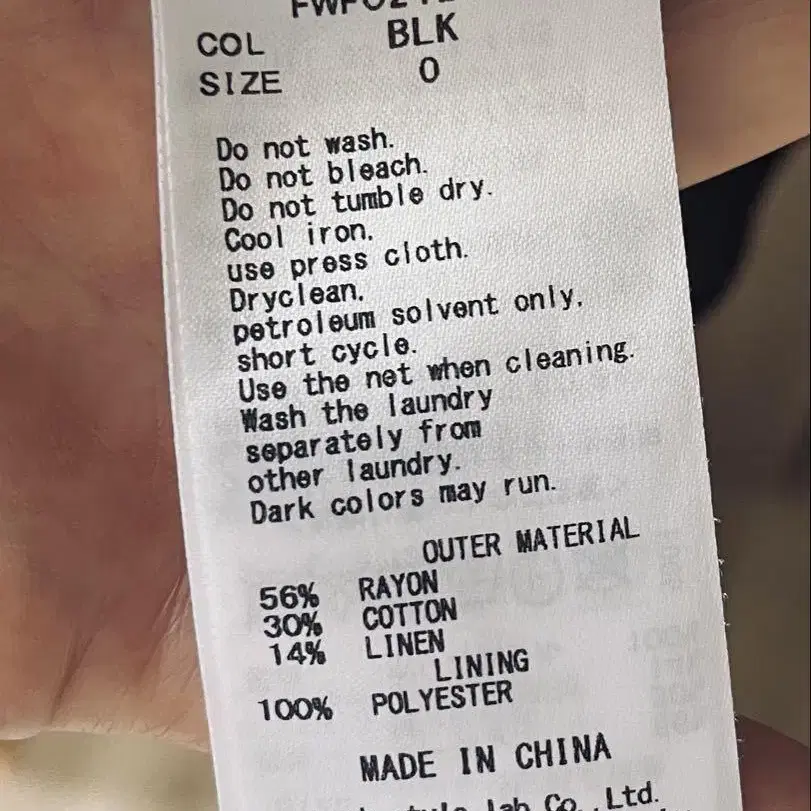 COL BLK
SIZE 0
Do not wash.
Do not bleach.
Do not tumble dry.
Cool iron.
use press cloth.
Dryclean.
petroleum solvent only,
short cycle.
Use the net when cleaning.
Wash the laundry
separately from
other laundry.
Dark colors may run.
OUTER MATERIAL
56% RAYON
30% COTTON
14% LINEN
LINING
100% POLYESTER
MADE IN CHINA
lab Co.,Ltd.